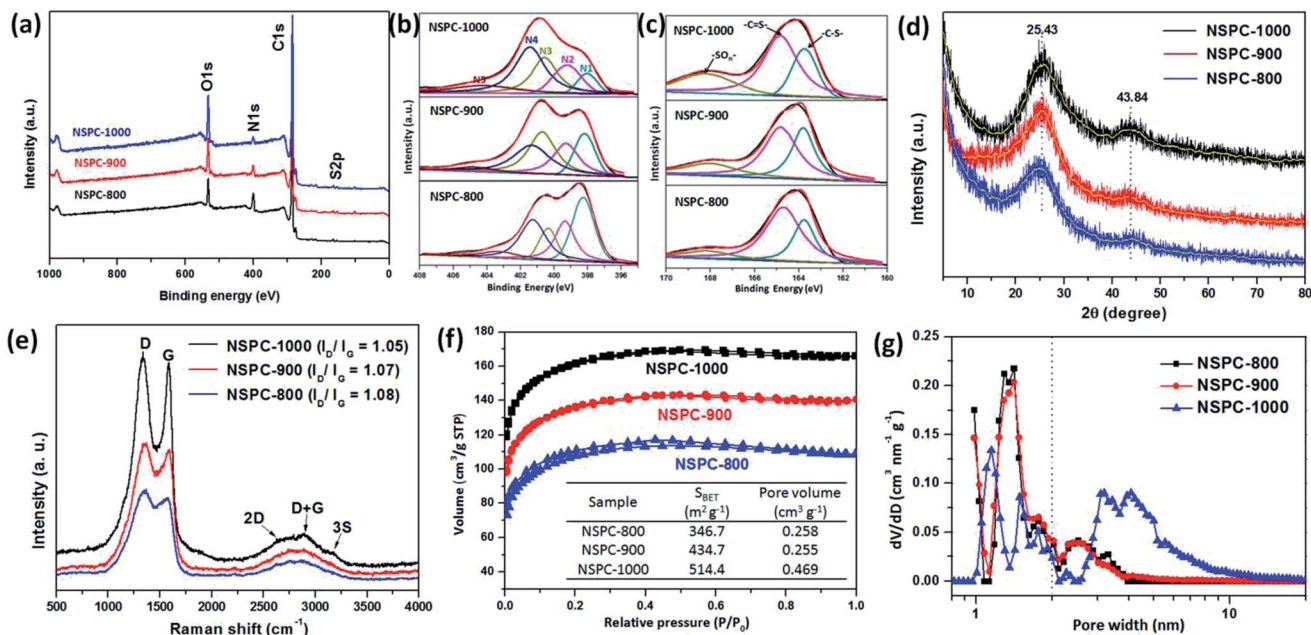 (a)
C1s
O1s
N1s
S2p
NSPC-1000
NSPC-900
NSPC-800
Intensity (a.u.)
1000 800 600 400 200 0
Binding energy (eV)
(b)
NSPC-1000
N4
N3
N2
N1
N5
NSPC-900
NSPC-800
Intensity (a.u.)
408 404 401 398 395
Binding Energy(eV)
(c)
NSPC-1000
-C=S-
-C-S-
-SOn-
NSPC-900
NSPC-800
Intensity (a.u.)
170 168 166 164 162 160
Binding Energy(eV)
(d)
25.43
43.84
NSPC-1000
NSPC-900
NSPC-800
Intensity (a.u.)
10 20 30 40 50 60 70 80
2θ (degree)
(e)
D
G
NSPC-1000 (ID/ IG = 1.05)
NSPC-900 (ID/ IG = 1.07)
NSPC-800 (ID/ IG = 1.08)
2D
D+G
3S
Intensity (a. u.)
500 1000 1500 2000 2500 3000 3500 4000
Raman shift (cm-1)
(f)
180
160
140
120
100
80
60
40
Volume (cm3/g STP)
NSPC-1000
NSPC-900
NSPC-800
Sample SBET (m2 g-1) Pore volume (cm3 g-1)
NSPC-800 346.7 0.258
NSPC-900 434.7 0.255
NSPC-1000 514.4 0.469
0.0 0.2 0.4 0.6 0.8 1.0
Relative pressure (P/P0)
(g)
NSPC-800
NSPC-900
NSPC-1000
0.25
0.20
0.15
0.10
0.05
0.00
dV/dD (cm3 nm-1 g-1)
1 10
Pore width (nm)